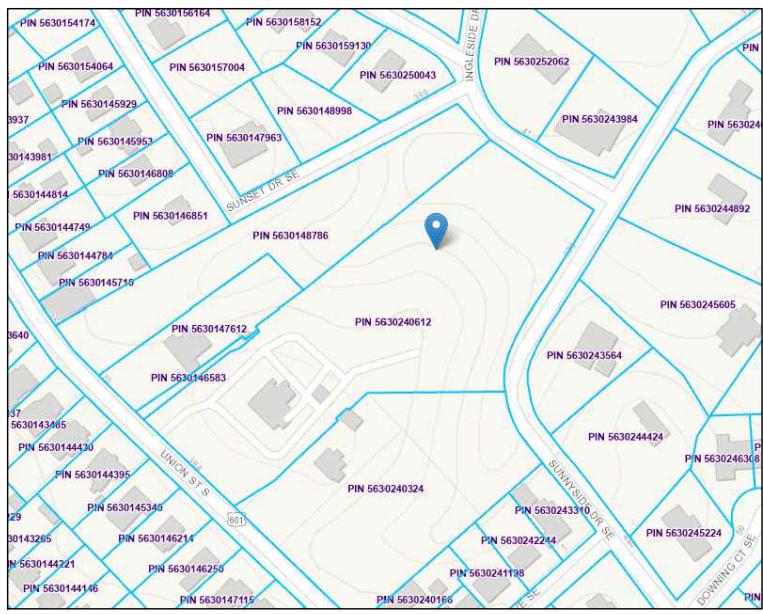 PIN 5630154174
PIN 5630156164
PIN 5630158152
INGLESIDE DR
PIN 5630159130
PIN 5630252062
PIN 5630154064
PIN 5630157004
PIN 5630250043
PIN 5630145929
PIN 5630148998
PIN 5630243984
3937
PIN 5630145953
PIN 5630147963
5630143981
PIN 5630146808
SUNSET DR SE
5630144814
PIN 5630146851
PIN 5630244892
PIN 5630144749
PIN 5630148786
PIN 5630144784
PIN 5630145715
PIN 5630245605
3640
PIN 5630147612
PIN 5630240612
PIN 5630243564
PIN 5630146583
5630143485
PIN 5630244424
PIN 5630144430
UNION ST S
PIN 5630246308
PIN 5630144395
SUNNYSIDE DR SE
PIN 5630240324
PIN 5630145340
601
PIN 5630243310
5630143265
PIN 5630146214
PIN 5630242244
PIN 5630245224
DOWNING CT SE
PIN 5630144221
PIN 5630146250
PIN 5630241198
PIN 5630144146
PIN 5630147115
PIN 5630240166
PIN